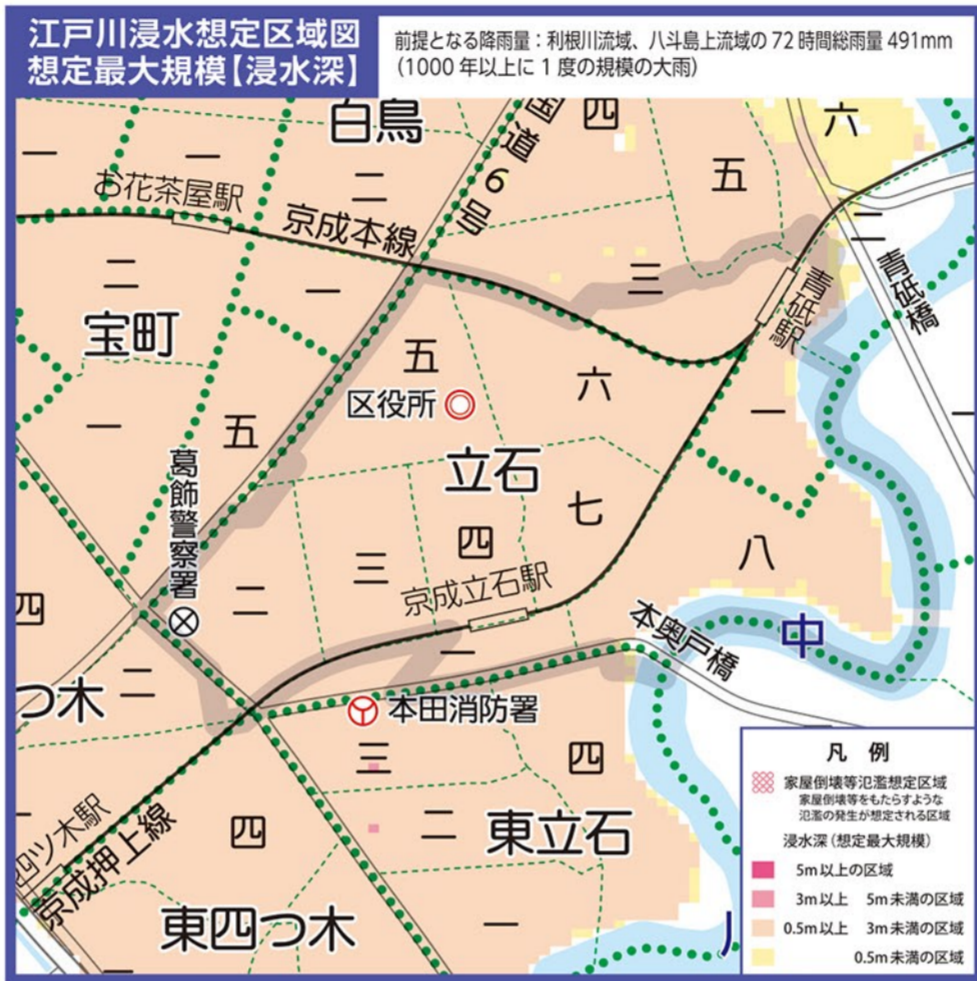 江戸川浸水想定区域図
想定最大規模【浸水深】
前提となる降雨量：利根川流域、八斗島上流域の72時間総雨量491mm
（1000年以上に1度の規模の大雨）
白鳥
国道6号
四
六
五
一
一
二
お花茶屋駅
京成本線
二
青砥橋
三
青砥駅
二
一
宝町
五
六
区役所
一
一
五
一
葛飾警察署
立石
七
四
三
八
四
二
京成立石駅
本奥戸橋
中
一
二
つ木
本田消防署
三
四
四ツ木駅
京成押上線
四
二
東立石
東四つ木
一
一
川
凡例
家屋倒壊等氾濫想定区域
家屋倒壊等をもたらすような
氾濫の発生が想定される区域
浸水深（想定最大規模）
5m以上の区域
3m以上 5m未満の区域
0.5m以上 3m未満の区域
0.5m未満の区域